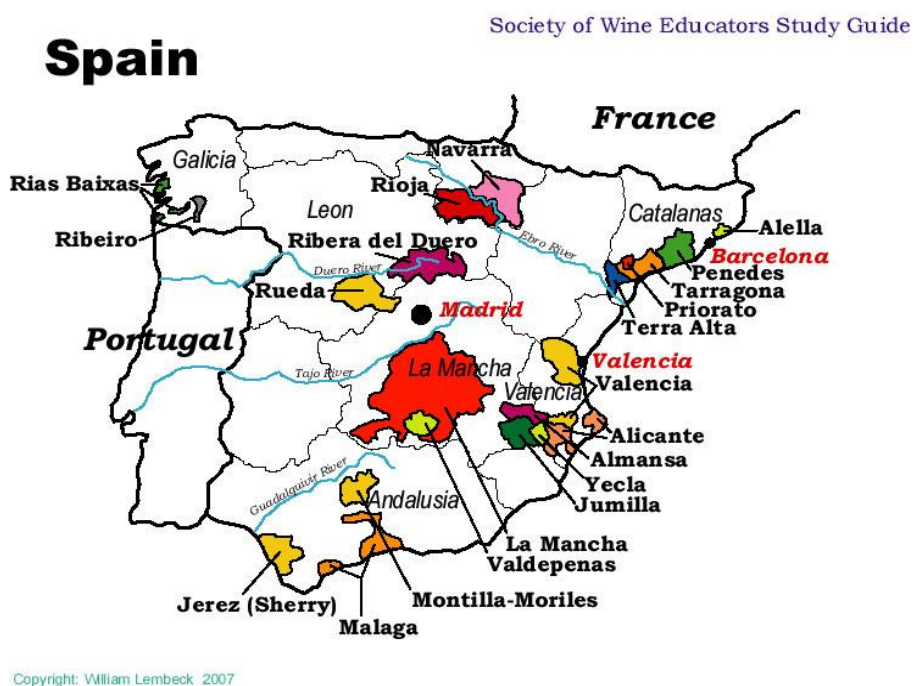 Society of Wine Educators Study Guide
Spain
France
Navarra
Galicia
Rias Baixas
Rioja
Leon
Catalanas
Alella
Ribeiro
Ribera del Duero
Ebro River
Barcelona
Duero River
Penedes
Rueda
Tarragona
Madrid
Priorato
Terra Alta
Portugal
Valencia
Tajo River
La Mancha
Valencia
Valencia
Alicante
Almansa
Guadalquivir River
Yecla
Andalusia
Jumilla
La Mancha
Valdepenas
Jerez (Sherry)
Montilla-Moriles
Malaga
Copyright: William Lembeck 2007